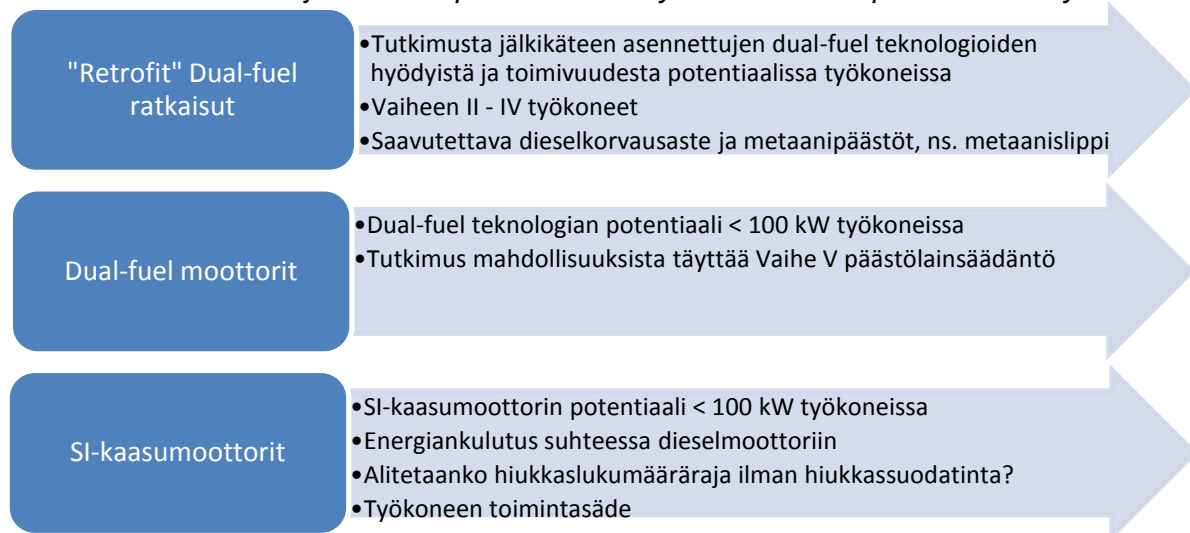 "Retrofit" Dual-fuel
ratkaisut
•Tutkimusta jälkikäteen asennettujen dual-fuel teknologioiden
hyödyistä ja toimivuudesta potentiaalissa työkoneissa
•Vaiheen II - IV työkoneet
•Saavutettava dieselkorvausaste ja metaanipäästöt, ns. metaanislippi
Dual-fuel moottorit
•Dual-fuel teknologian potentiaali < 100 kW työkoneissa
•Tutkimus mahdollisuuksista täyttää Vaihe V päästölainsäädäntö
SI-kaasumoottorit
•SI-kaasumoottorin potentiaali < 100 kW työkoneissa
•Energiankulutus suhteessa dieselmoottoriin
•Alitetaanko hiukkaslukumääräraja ilman hiukkassuodatinta?
•Työkoneen toimintasäde